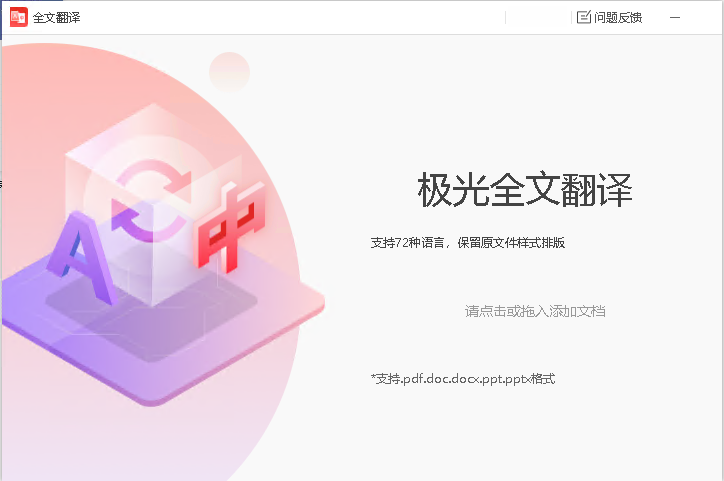 全文翻译
问题反馈
A
中
极光全文翻译
支持72种语言，保留原文件样式排版
请点击或拖入添加文档
*支持.pdf.doc.docx.ppt.pptx格式